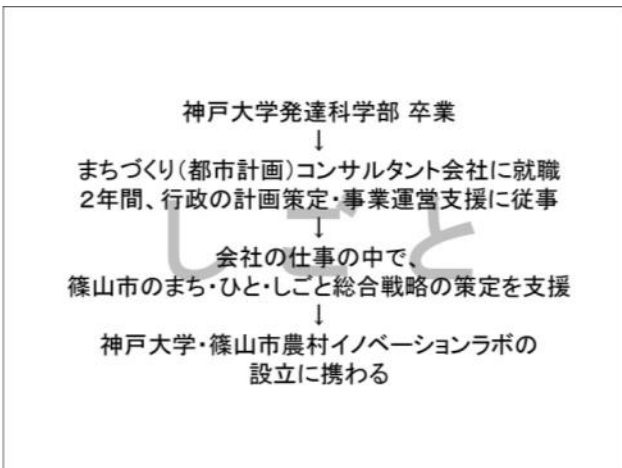 神戸大学発達科学部 卒業
↓
まちづくり(都市計画)コンサルタント会社に就職
２年間、行政の計画策定・事業運営支援に従事
↓
しごと
会社の仕事の中で、
篠山市のまち・ひと・しごと総合戦略の策定を支援
↓
神戸大学・篠山市農村イノベーションラボの
設立に携わる